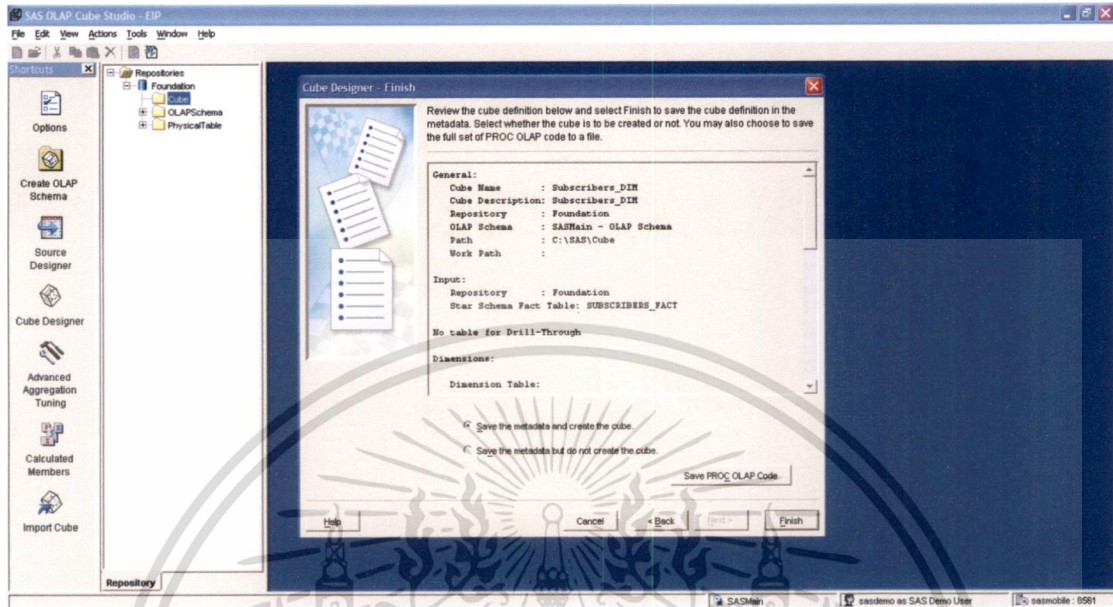 SAS OLAP Cube Studio - EIP
File Edit View Actions Tools Window Help
Shortcuts
Options
Create OLAP
Schema
Source
Designer
Cube Designer
Advanced
Aggregation
Tuning
Calculated
Members
Import Cube
Repositories
Foundation
Cube
OLAPSchema
PhysicalTable
Repository
Cube Designer - Finish
Review the cube definition below and select Finish to save the cube definition in the
metadata. Select whether the cube is to be created or not. You may also choose to save
the full set of PROC OLAP code to a file.
General:
Cube Name : Subscribers_DIM
Cube Description: Subscribers_DIM
Repository : Foundation
OLAP Schema : SASMain - OLAP Schema
Path : C:\SAS\Cube
Work Path :
Input:
Repository : Foundation
Star Schema Fact Table: SUBSCRIBERS_FACT
No table for Drill-Through
Dimensions:
Dimension Table:
Save the metadata and create the cube.
Save the metadata but do not create the cube.
Save PROC OLAP Code...
Help Cancel < Back Next > Finish
SASMain sasdemo as SAS Demo User sasmobile : 8561